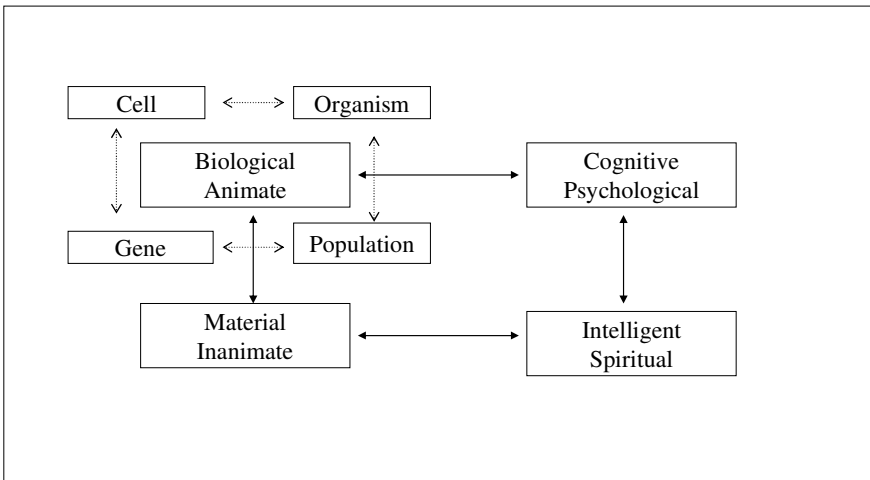 Cell
Organism
Biological
Animate
Cognitive
Psychological
Gene
Population
Material
Inanimate
Intelligent
Spiritual